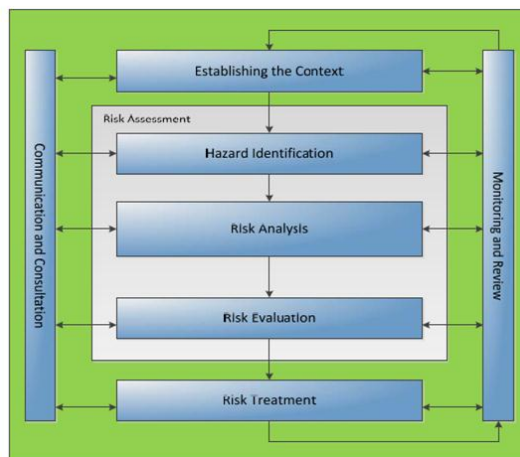 Establishing the Context
Risk Assessment
Hazard Identification
Risk Analysis
Risk Evaluation
Risk Treatment
Communication and Consultation
Monitoring and Review